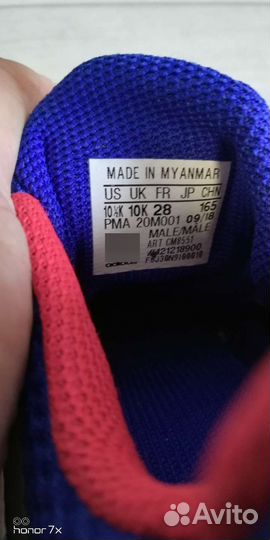 MADE IN MYANMAR
US UK FR JP CHN
10½K 10K 28 165
PMA 20M001 09/18
MALE/MALE
ART CM8551
adidas
honor 7x
Avito